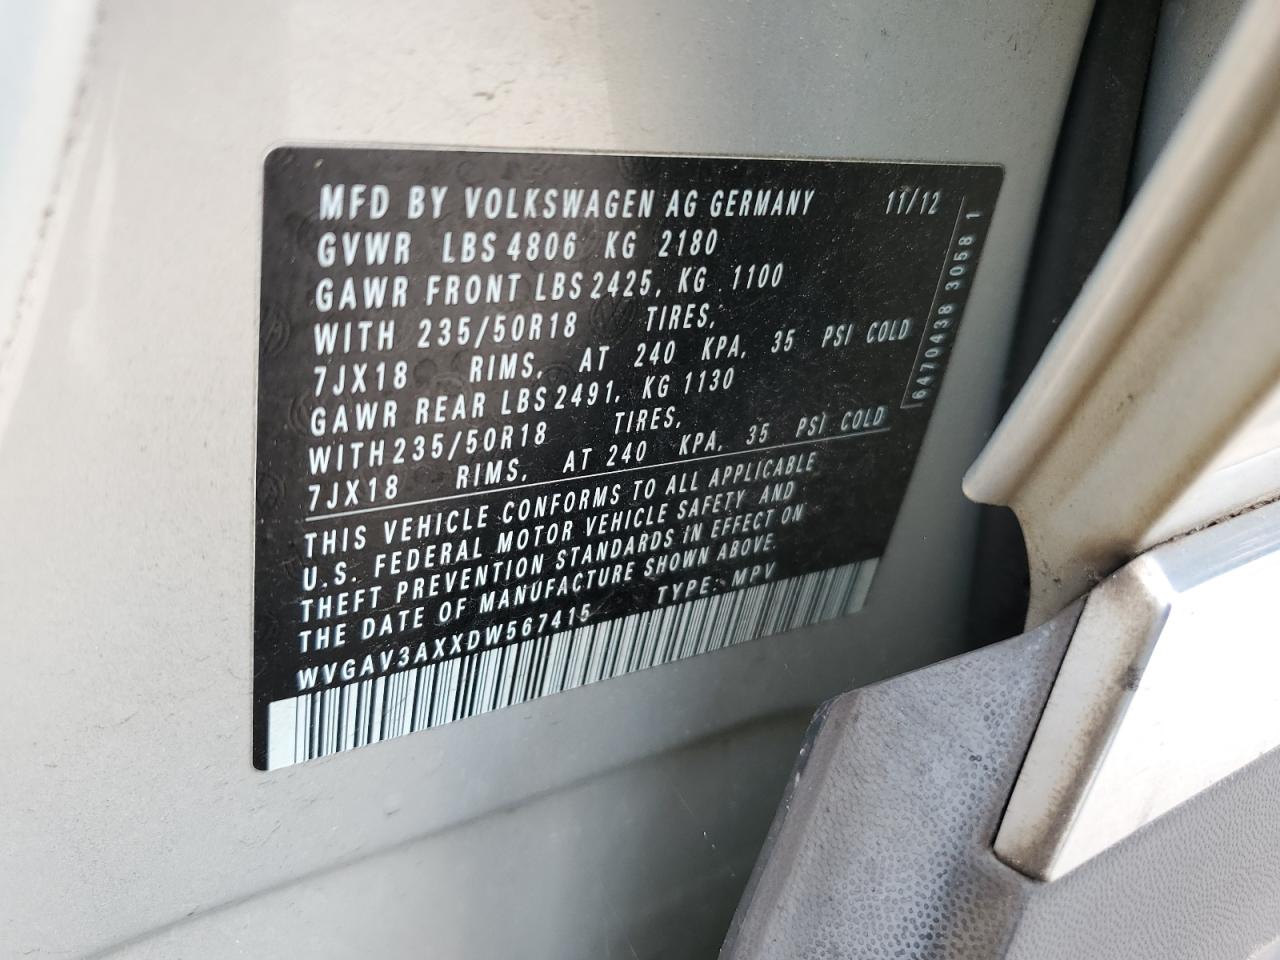 MFD BY VOLKSWAGEN AG GERMANY 11/12
GVWR LBS 4806 KG 2180
GAWR FRONT LBS 2425, KG 1100
WITH 235/50R18 TIRES,
7JX18 RIMS, AT 240 KPA, 35 PSI COLD
GAWR REAR LBS 2491, KG 1130
WITH 235/50R18 TIRES,
7JX18 RIMS, AT 240 KPA, 35 PSI COLD
THIS VEHICLE CONFORMS TO ALL APPLICABLE
U.S. FEDERAL MOTOR VEHICLE SAFETY AND
THEFT PREVENTION STANDARDS IN EFFECT ON
THE DATE OF MANUFACTURE SHOWN ABOVE.
WVGAV3AXXDW567415 TYPE: MPV
6470438 3058 1